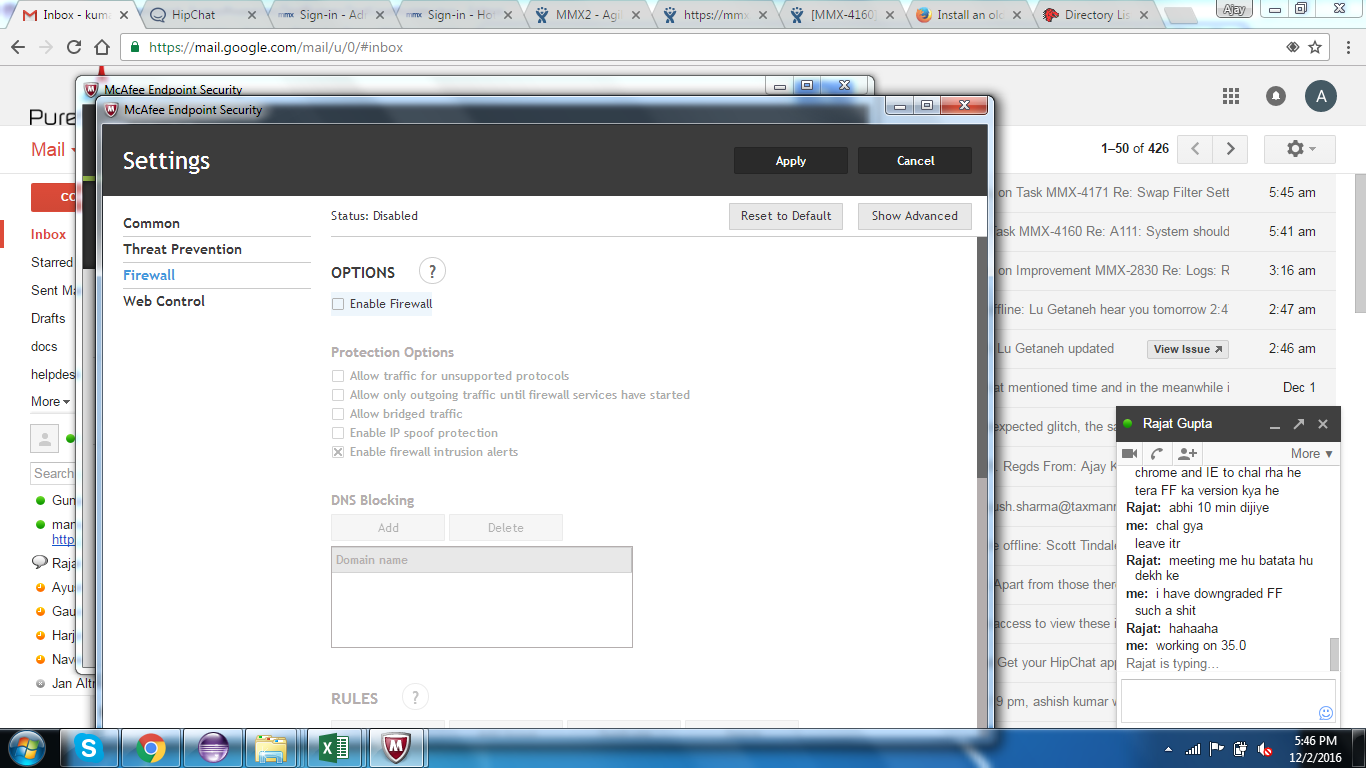 Inbox - kuma
HipChat
Sign-in - Adf
Sign-in - Hot
MMX2 - Agil
https://mmx
[MMX-4160]
Install an old
Directory Lis
Ajay
https://mail.google.com/mail/u/0/#inbox
McAfee Endpoint Security
McAfee Endpoint Security
Pure
A
Mail
1–50 of 426
Settings
Apply
Cancel
Common
Threat Prevention
Firewall
Web Control
Status: Disabled
Reset to Default
Show Advanced
OPTIONS
?
Enable Firewall
Protection Options
Allow traffic for unsupported protocols
Allow only outgoing traffic until firewall services have started
Allow bridged traffic
Enable IP spoof protection
Enable firewall intrusion alerts
DNS Blocking
Add
Delete
Domain name
RULES
?
CO
Inbox
Starred
Sent Ma
Drafts
docs
helpdes
More
Search
Gun
man
http
Raja
Ayu
Gau
Harj
Nav
Jan Altr
on Task MMX-4171 Re: Swap Filter Sett
5:45 am
ask MMX-4160 Re: A111: System should
5:41 am
on Improvement MMX-2830 Re: Logs: R
3:16 am
ffline: Lu Getaneh hear you tomorrow 2:4
2:47 am
Lu Getaneh updated
View Issue
2:46 am
at mentioned time and in the meanwhile i
Dec 1
expected glitch, the sa
. Regds From: Ajay K
ush.sharma@taxmann
e offline: Scott Tindale
Apart from those there
access to view these i
Get your HipChat app
9 pm, ashish kumar w
Rajat Gupta
More
chrome and IE to chal rha he
tera FF ka version kya he
Rajat: abhi 10 min dijiye
me: chal gya
leave itr
Rajat: meeting me hu batata hu
dekh ke
me: i have downgraded FF
such a shit
Rajat: hahaaha
me: working on 35.0
Rajat is typing...
5:46 PM
12/2/2016